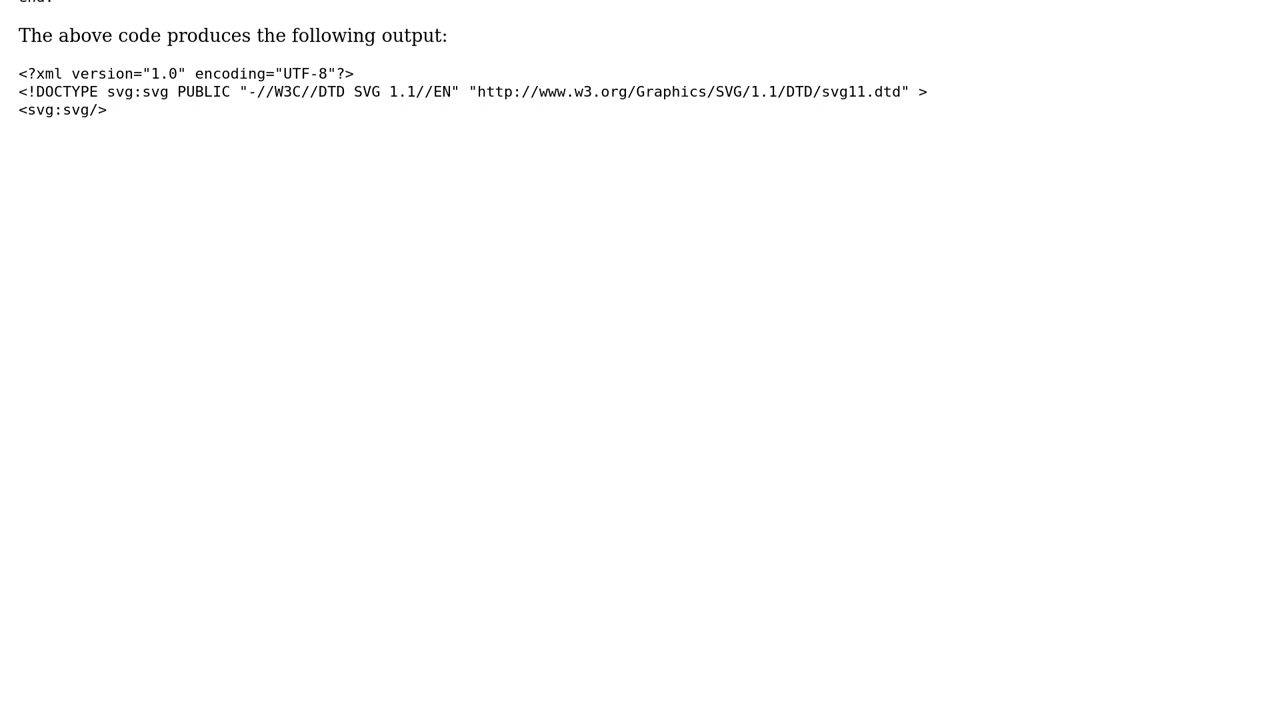 end.
The above code produces the following output:
<?xml version="1.0" encoding="UTF-8"?>
<!DOCTYPE svg:svg PUBLIC "-//W3C//DTD SVG 1.1//EN" "http://www.w3.org/Graphics/SVG/1.1/DTD/svg11.dtd" >
<svg:svg/>